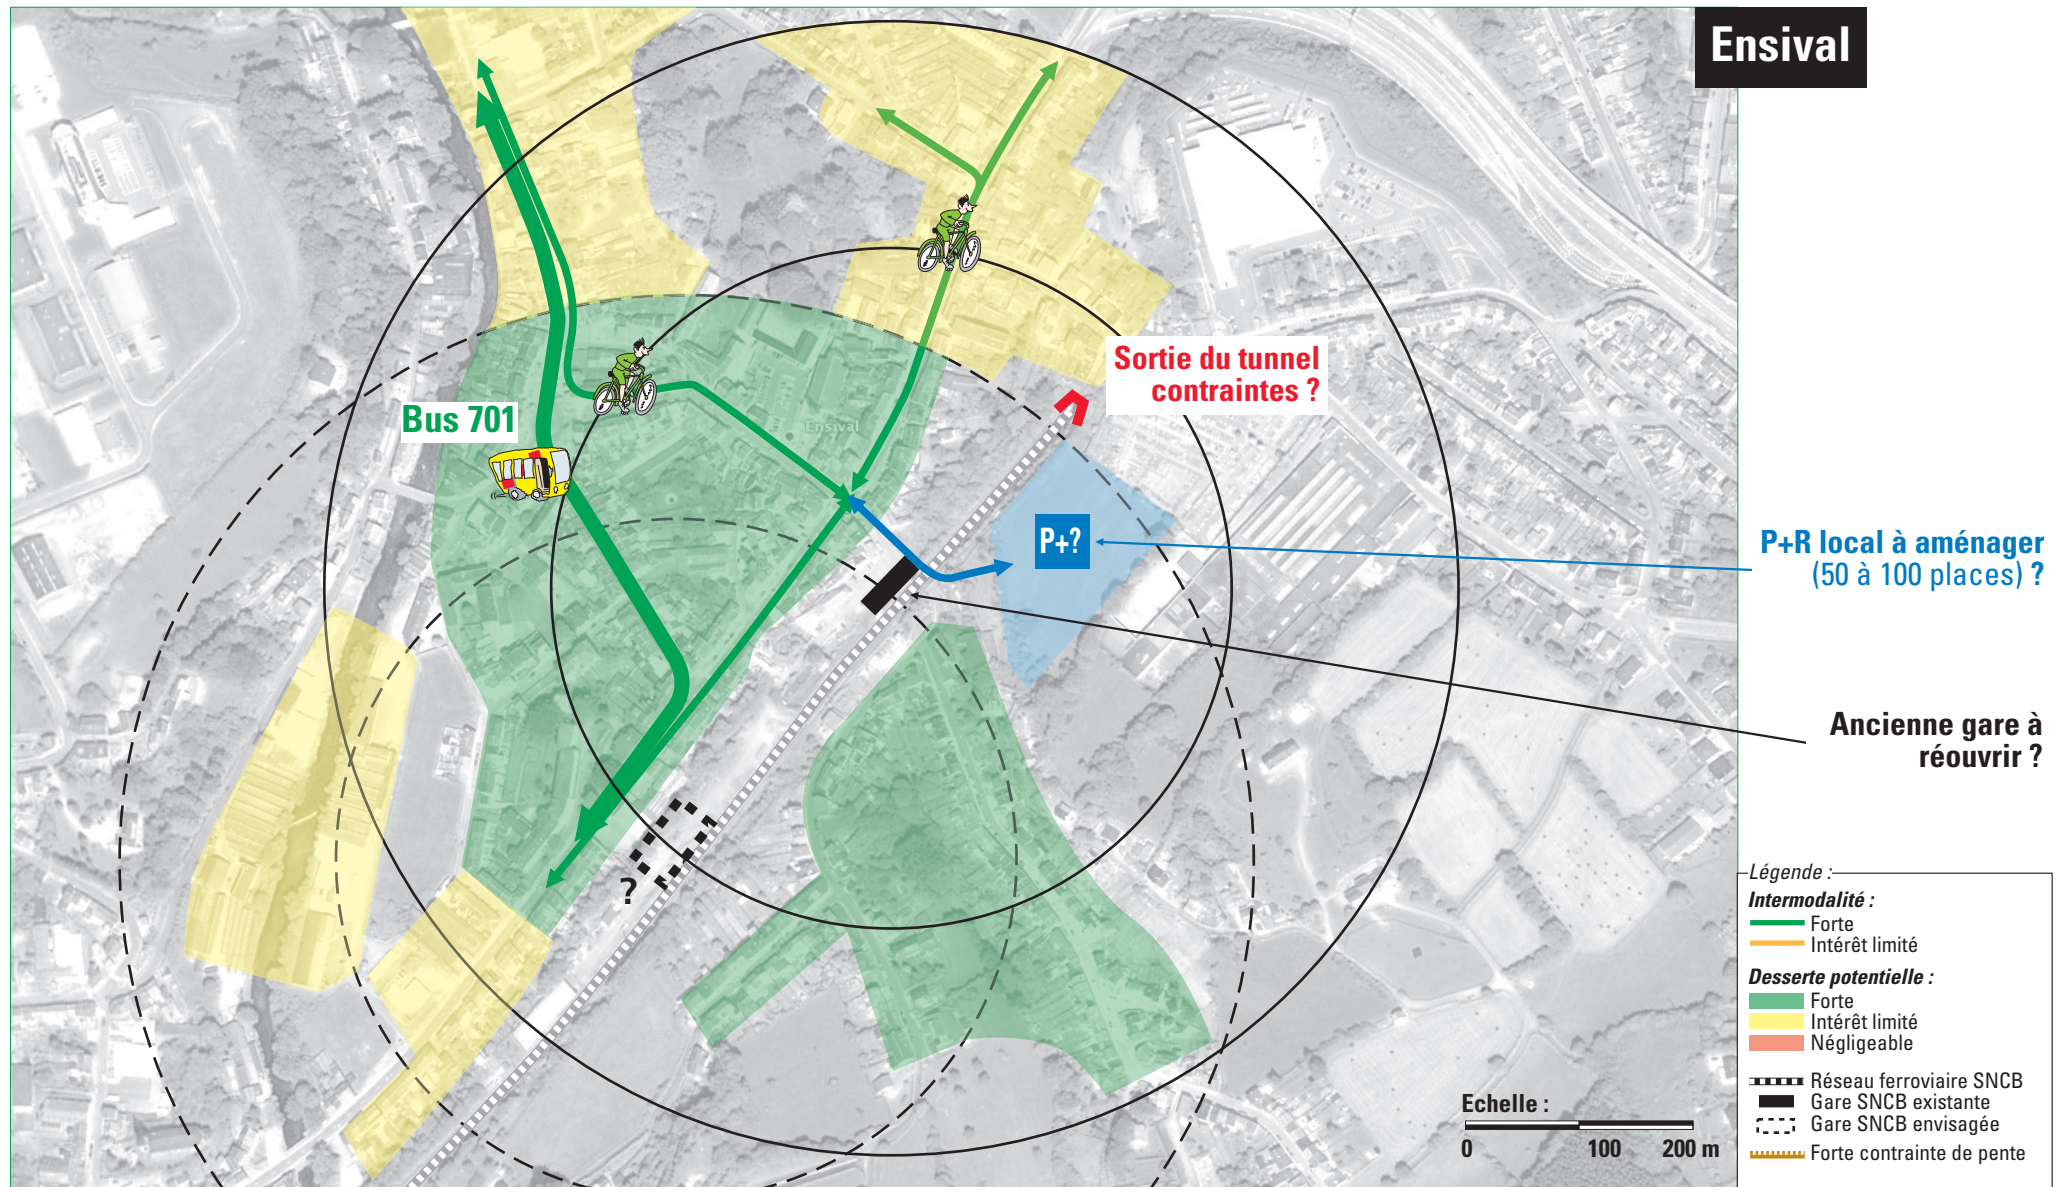 Ensival
Sortie du tunnel
contraintes ?
Bus 701
Ensival
P+?
P+R local à aménager
(50 à 100 places) ?
Ancienne gare à
réouvrir ?
?
Légende :
Intermodalité :
Forte
Intérêt limité
Desserte potentielle :
Forte
Intérêt limité
Négligeable
Réseau ferroviaire SNCB
Gare SNCB existante
Gare SNCB envisagée
Forte contrainte de pente
Echelle :
0 100 200 m